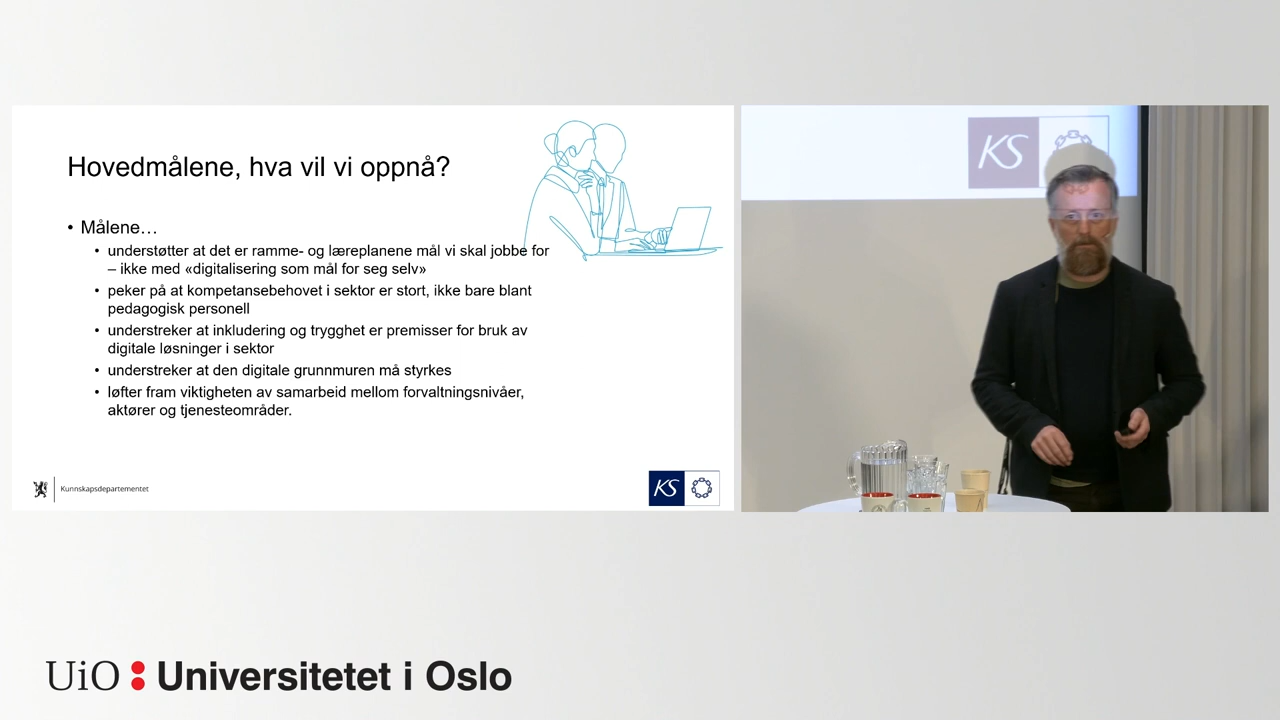 Hovedmålene, hva vil vi oppnå?
• Målene…
• understøtter at det er ramme- og læreplanene mål vi skal jobbe for
– ikke med «digitalisering som mål for seg selv»
• peker på at kompetansebehovet i sektor er stort, ikke bare blant
pedagogisk personell
• understreker at inkludering og trygghet er premisser for bruk av
digitale løsninger i sektor
• understreker at den digitale grunnmuren må styrkes
• løfter fram viktigheten av samarbeid mellom forvaltningsnivåer,
aktører og tjenesteområder.
Kunnskapsdepartementet
KS
KS
UiO : Universitetet i Oslo